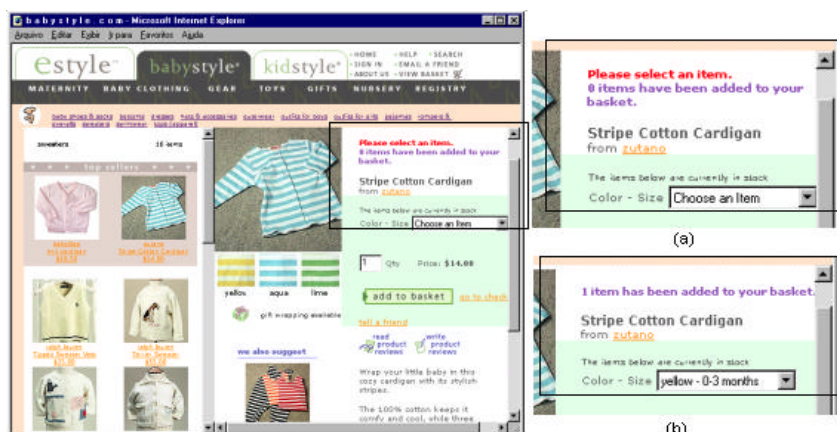 babystyle.com - Microsoft Internet Explorer
Arquivo Editar Exibir Ir para Favoritos Ajuda
estyle
babystyle
kidstyle
HOME HELP SEARCH
SIGN IN EMAIL A FRIEND
ABOUT US VIEW BASKET
MATERNITY BABY CLOTHING GEAR TOYS GIFTS NURSERY REGISTRY
sweaters 16 items
top sellers
zutano
Stripe Cotton Cardigan
$14.00
yellow aqua lime
gift wrapping available
we also suggest
Please select an item.
0 items have been added to your
basket.
Stripe Cotton Cardigan
from zutano
The items below are currently in stock
Color - Size Choose an Item
1 Qty Price: $14.00
add to basket go to check
tell a friend
read
product
reviews
write
product
reviews
Wrap your little baby in this
cozy cardigan with its stylish
stripes.
The 100% cotton keeps it
comfy and cool, while three
Please select an item.
0 items have been added to your
basket.
Stripe Cotton Cardigan
from zutano
The items below are currently in stock
Color - Size Choose an Item
(a)
1 item has been added to your basket.
Stripe Cotton Cardigan
from zutano
The items below are currently in stock
Color - Size yellow - 0-3 months
(b)